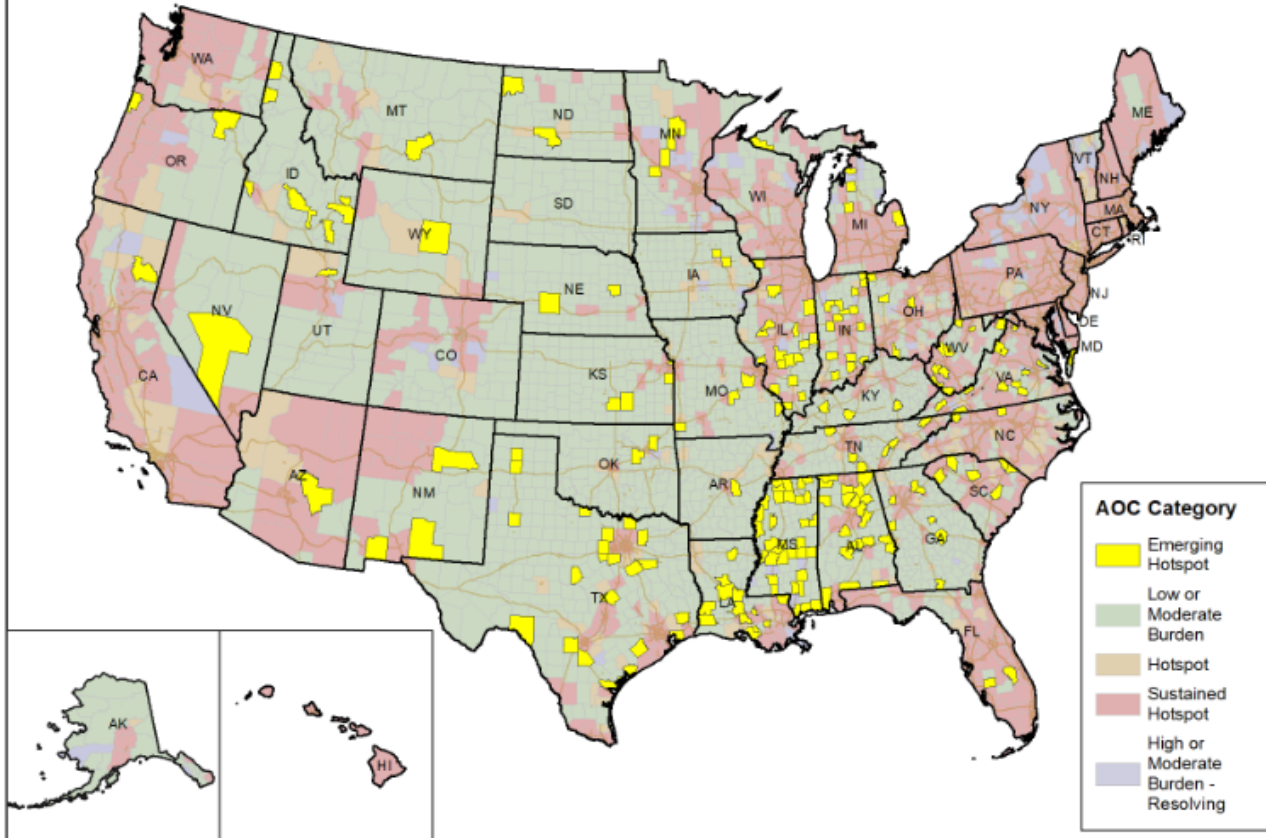 WA
MT
ND
MN
ME
OR
ID
SD
WI
MI
VT
NH
NY
MA
CT
RI
WY
IA
NE
PA
NJ
NV
UT
CO
IL
IN
OH
DE
MD
WV
CA
KS
MO
VA
KY
NC
TN
AZ
NM
OK
AR
SC
MS
AL
GA
TX
LA
FL
AK
HI
AOC Category
Emerging
Hotspot
Low or
Moderate
Burden
Hotspot
Sustained
Hotspot
High or
Moderate
Burden -
Resolving